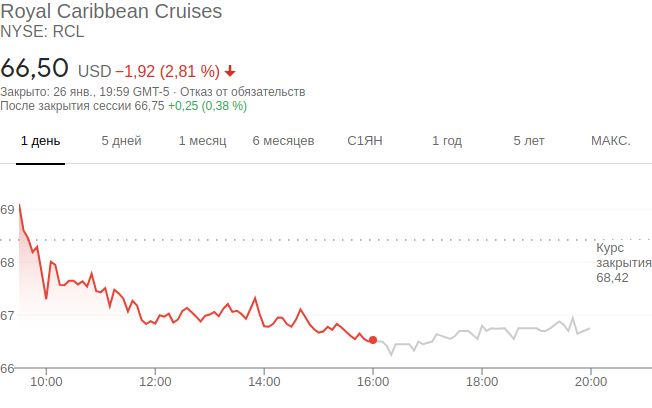 Royal Caribbean Cruises
NYSE: RCL
66,50 USD −1,92 (2,81 %)
Закрыто: 26 янв., 19:59 GMT-5 · Отказ от обязательств
После закрытия сессии 66,75 +0,25 (0,38 %)
1 день 5 дней 1 месяц 6 месяцев С1ЯН 1 год 5 лет МАКС.
69
Курс
закрытия
68,42
68
67
66
10:00 12:00 14:00 16:00 18:00 20:00